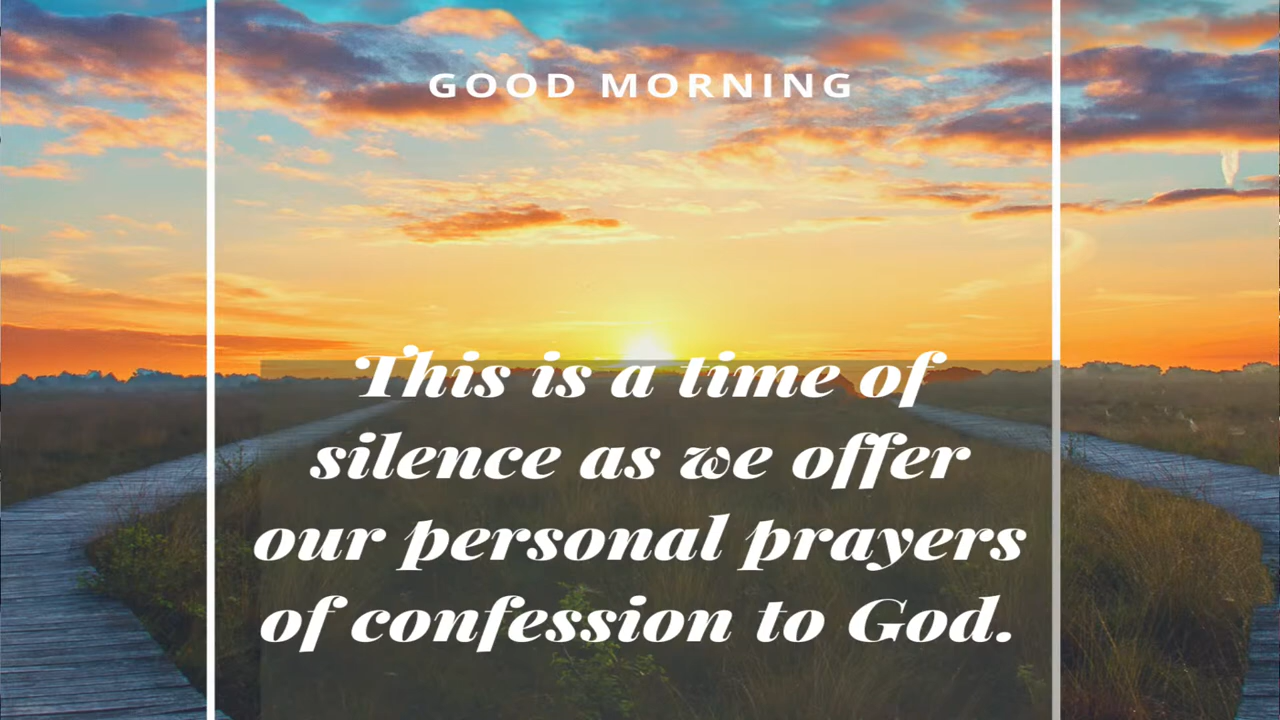 GOOD MORNING
This is a time of
silence as we offer
our personal prayers
of confession to God.